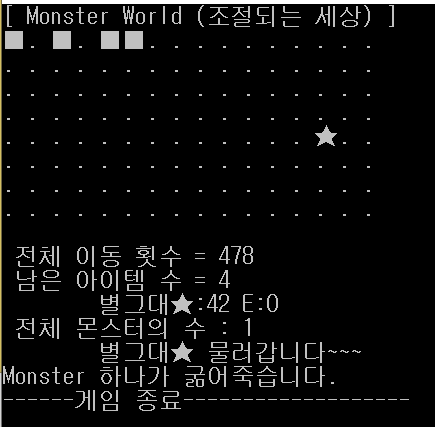 [ Monster World (조절되는 세상) ]
■. ■. ■■. . . . . . . . . .
. . . . . . . . . . . . . . . .
. . . . . . . . . . . . . . . .
. . . . . . . . . . . . . . . .
. . . . . . . . . . . . . ★. .
. . . . . . . . . . . . . . . .
. . . . . . . . . . . . . . . .
. . . . . . . . . . . . . . . .
전체 이동 횟수 = 478
남은 아이템 수 = 4
별그대★:42 E:0
전체 몬스터의 수 : 1
별그대★ 물러갑니다~~~
Monster 하나가 굶어죽습니다.
------게임 종료-------------------